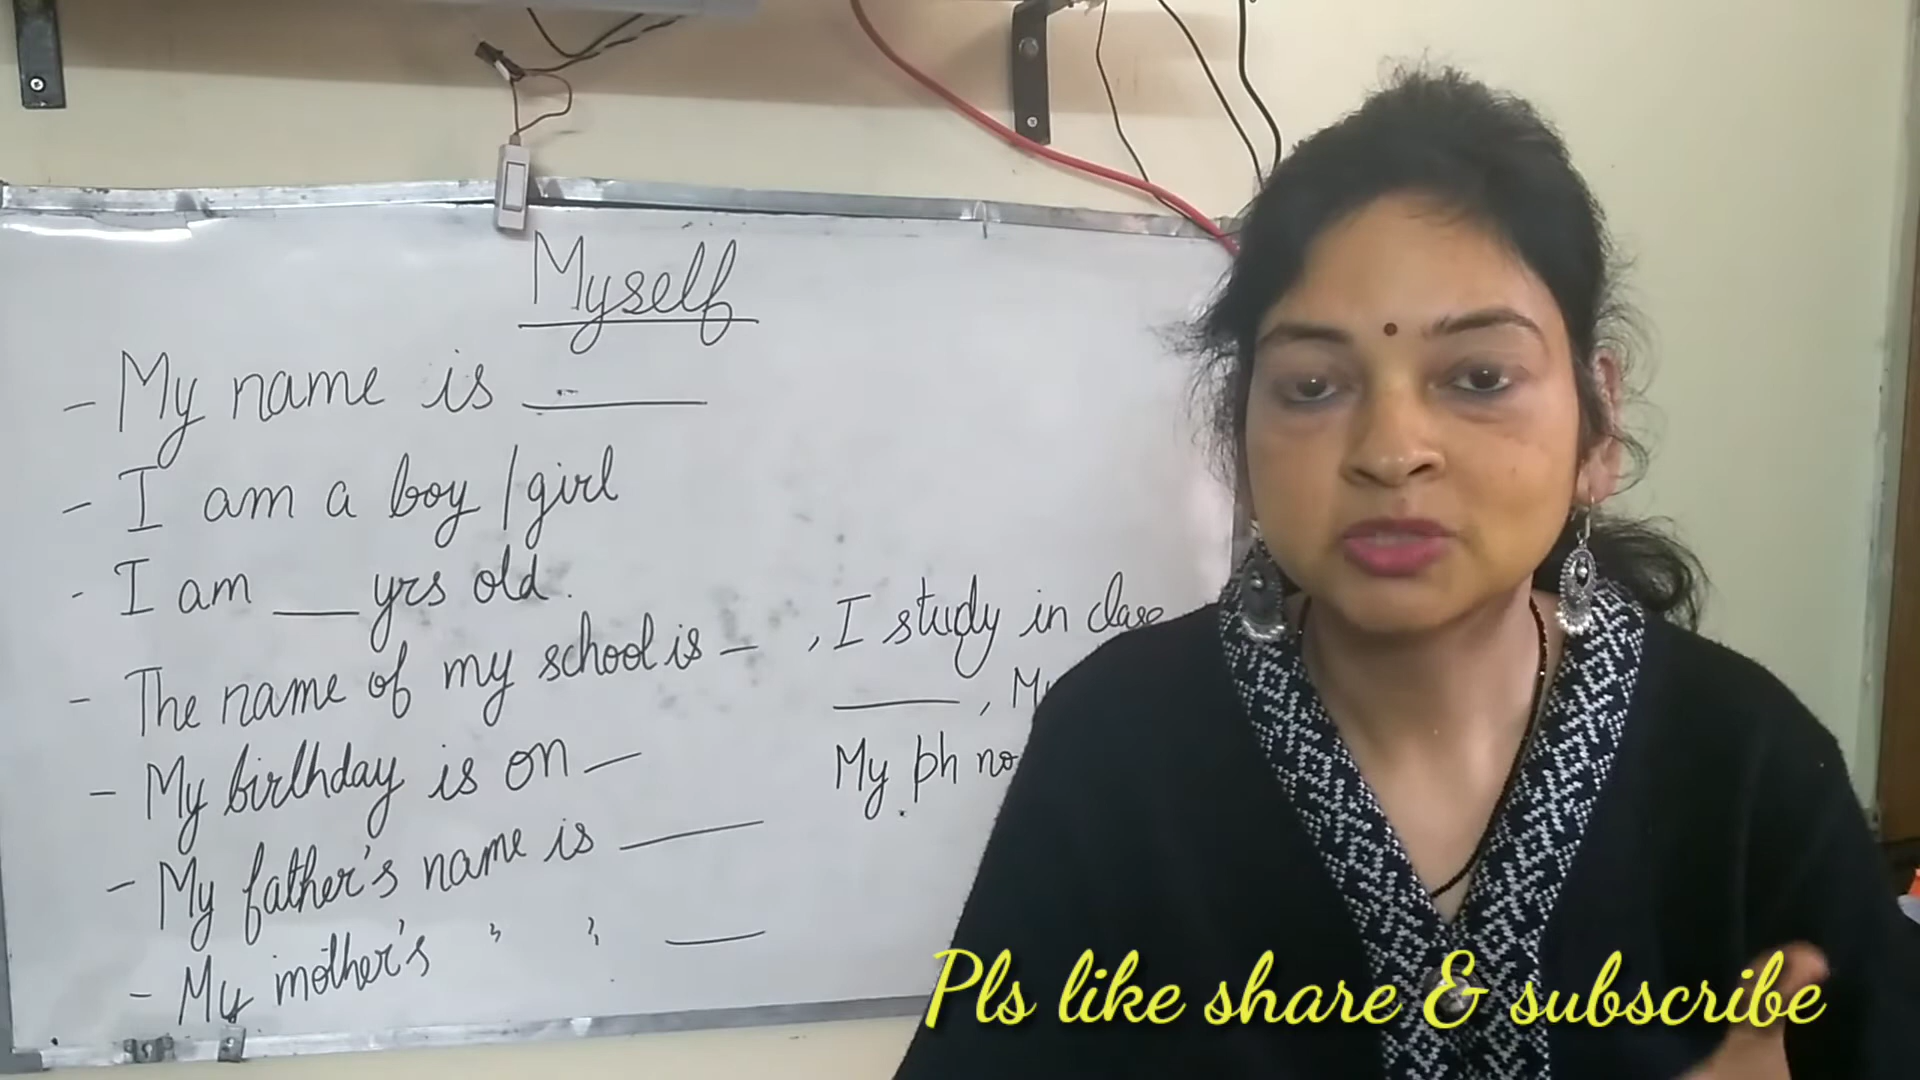 Myself
- My name is ____
- I am a boy/girl
- I am ___ yrs old.
- The name of my school is -
- My birthday is on -
- My father's name is ____
- My mother's " " ____
, I study in class
____, My
My ph no
Pls like share & subscribe